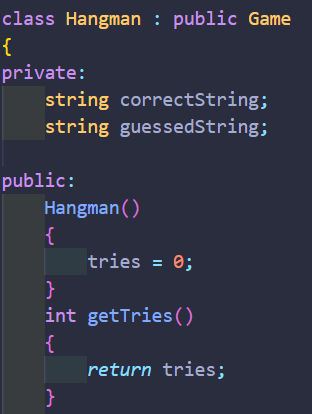 class Hangman : public Game
{
private:
    string correctString;
    string guessedString;

public:
    Hangman()
    {
        tries = 0;
    }
    int getTries()
    {
        return tries;
    }